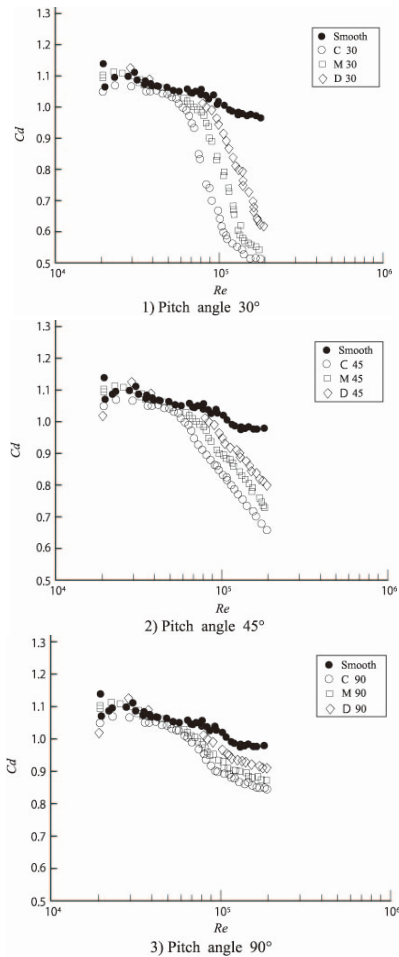 1.3
1.2
1.1
1.0
0.9
0.8
0.7
0.6
0.5
Cd
Smooth
C 30
M 30
D 30
10⁴
10⁵
10⁶
Re
1) Pitch angle 30°
1.3
1.2
1.1
1.0
0.9
0.8
0.7
0.6
0.5
Cd
Smooth
C 45
M 45
D 45
10⁴
10⁵
10⁶
Re
2) Pitch angle 45°
1.3
1.2
1.1
1.0
0.9
0.8
0.7
0.6
0.5
Cd
Smooth
C 90
M 90
D 90
10⁴
10⁵
10⁶
Re
3) Pitch angle 90°